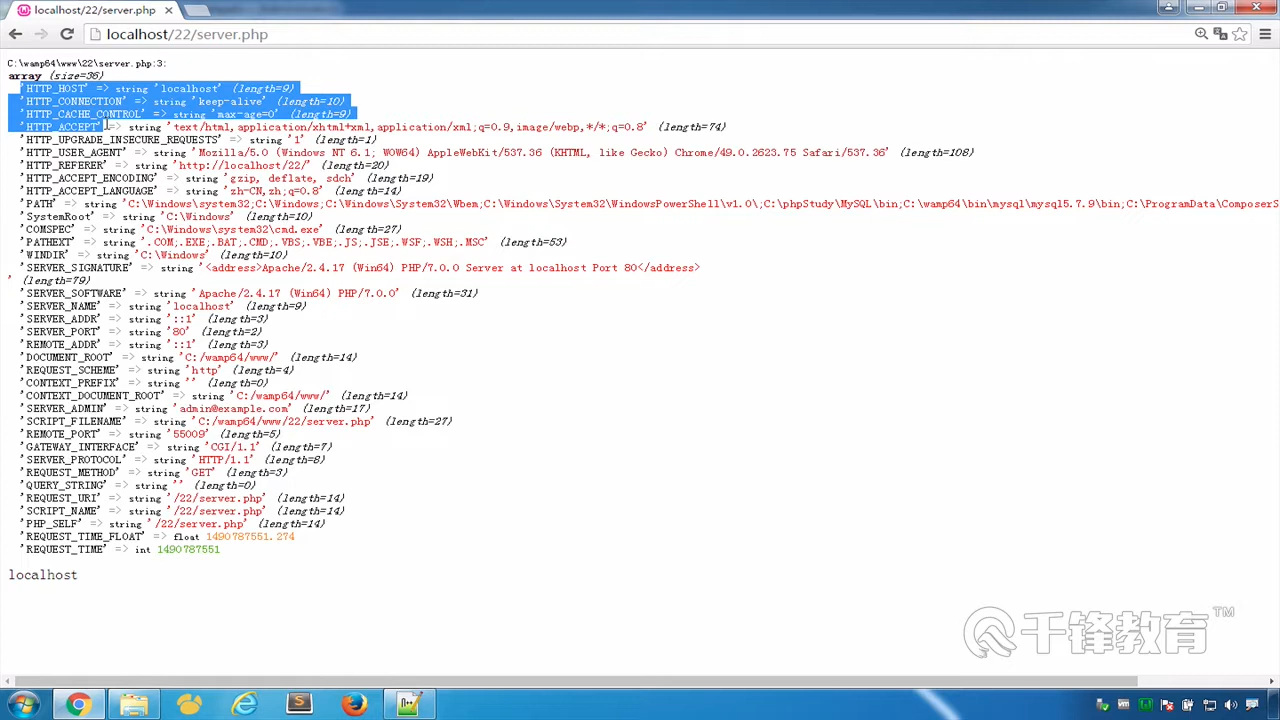 localhost/22/server.php
localhost/22/server.php
C:\wamp64\www\22\server.php:3:
array (size=36)
'HTTP_HOST' => string 'localhost' (length=9)
'HTTP_CONNECTION' => string 'keep-alive' (length=10)
'HTTP_CACHE_CONTROL' => string 'max-age=0' (length=9)
'HTTP_ACCEPT' => string 'text/html,application/xhtml+xml,application/xml;q=0.9,image/webp,*/*;q=0.8' (length=74)
'HTTP_UPGRADE_INSECURE_REQUESTS' => string '1' (length=1)
'HTTP_USER_AGENT' => string 'Mozilla/5.0 (Windows NT 6.1; WOW64) AppleWebKit/537.36 (KHTML, like Gecko) Chrome/49.0.2623.75 Safari/537.36' (length=108)
'HTTP_REFERER' => string 'http://localhost/22/' (length=20)
'HTTP_ACCEPT_ENCODING' => string 'gzip, deflate, sdch' (length=19)
'HTTP_ACCEPT_LANGUAGE' => string 'zh-CN,zh;q=0.8' (length=14)
'PATH' => string 'C:\Windows\system32;C:\Windows;C:\Windows\System32\Wbem;C:\Windows\System32\WindowsPowerShell\v1.0\;C:\phpStudy\MySQL\bin;C:\wamp64\bin\mysql\mysql5.7.9\bin;C:\ProgramData\ComposerS
'SystemRoot' => string 'C:\Windows' (length=10)
'COMSPEC' => string 'C:\Windows\system32\cmd.exe' (length=27)
'PATHEXT' => string '.COM;.EXE;.BAT;.CMD;.VBS;.VBE;.JS;.JSE;.WSF;.WSH;.MSC' (length=53)
'WINDIR' => string 'C:\Windows' (length=10)
'SERVER_SIGNATURE' => string '<address>Apache/2.4.17 (Win64) PHP/7.0.0 Server at localhost Port 80</address>
' (length=79)
'SERVER_SOFTWARE' => string 'Apache/2.4.17 (Win64) PHP/7.0.0' (length=31)
'SERVER_NAME' => string 'localhost' (length=9)
'SERVER_ADDR' => string '::1' (length=3)
'SERVER_PORT' => string '80' (length=2)
'REMOTE_ADDR' => string '::1' (length=3)
'DOCUMENT_ROOT' => string 'C:/wamp64/www/' (length=14)
'REQUEST_SCHEME' => string 'http' (length=4)
'CONTEXT_PREFIX' => string '' (length=0)
'CONTEXT_DOCUMENT_ROOT' => string 'C:/wamp64/www/' (length=14)
'SERVER_ADMIN' => string 'admin@example.com' (length=17)
'SCRIPT_FILENAME' => string 'C:/wamp64/www/22/server.php' (length=27)
'REMOTE_PORT' => string '55009' (length=5)
'GATEWAY_INTERFACE' => string 'CGI/1.1' (length=7)
'SERVER_PROTOCOL' => string 'HTTP/1.1' (length=8)
'REQUEST_METHOD' => string 'GET' (length=3)
'QUERY_STRING' => string '' (length=0)
'REQUEST_URI' => string '/22/server.php' (length=14)
'SCRIPT_NAME' => string '/22/server.php' (length=14)
'PHP_SELF' => string '/22/server.php' (length=14)
'REQUEST_TIME_FLOAT' => float 1490787551.274
'REQUEST_TIME' => int 1490787551
localhost
千锋教育™